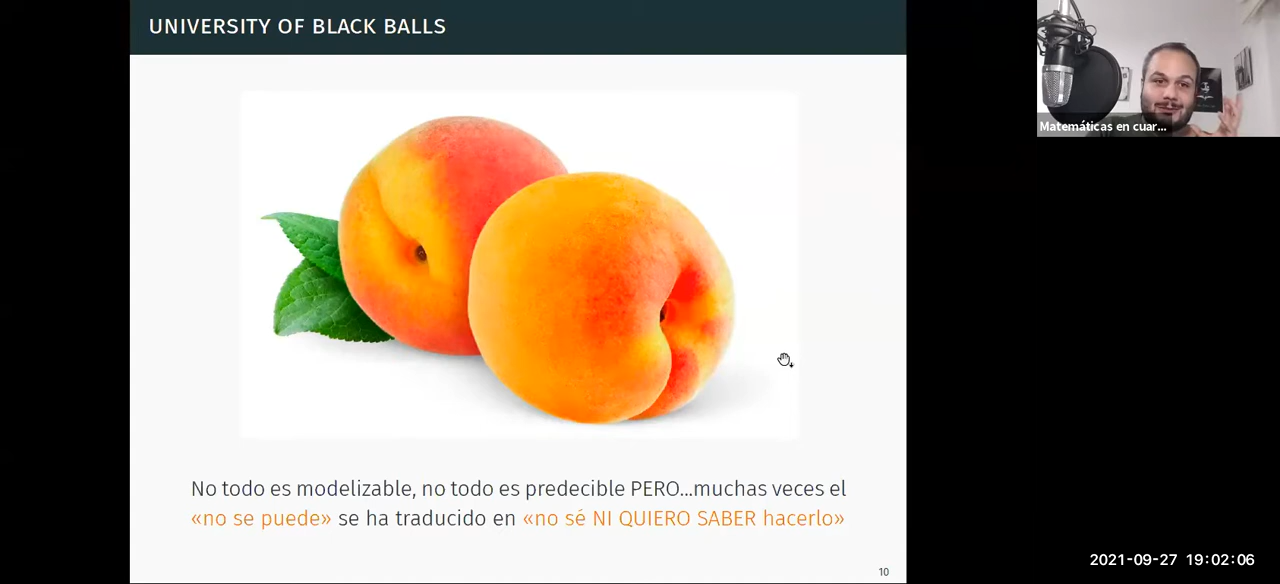 UNIVERSITY OF BLACK BALLS
Matemáticas en cuar...
No todo es modelizable, no todo es predecible PERO...muchas veces el
«no se puede» se ha traducido en «no sé NI QUIERO SABER hacerlo»
10
2021-09-27 19:02:06